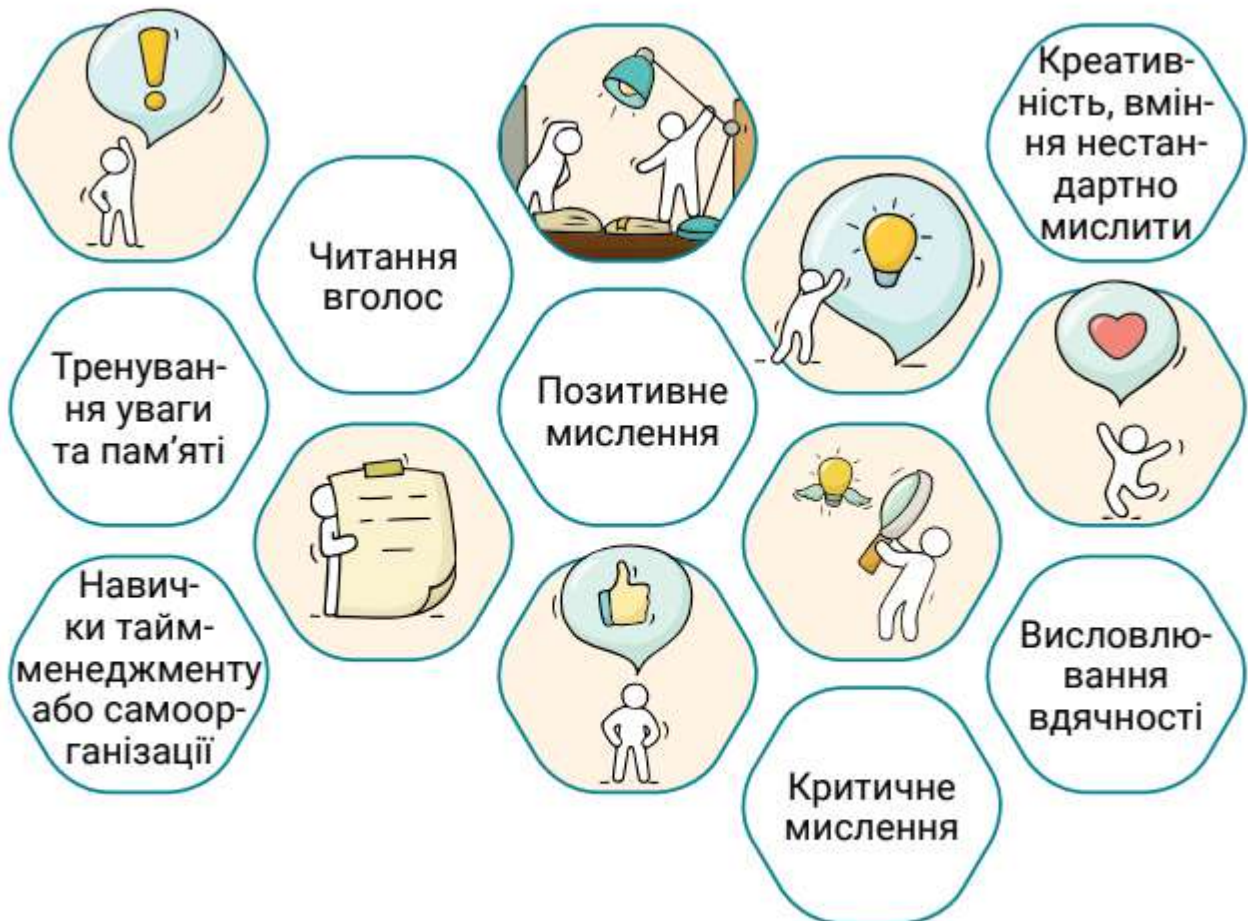 Креатив-
ність, вмін-
ня нестан-
дартно
мислити
Читання
вголос
Тренуван-
ня уваги
та пам’яті
Позитивне
мислення
Навич-
ки тайм-
менеджменту
або самоор-
ганізації
Висловлю-
вання
вдячності
Критичне
мислення